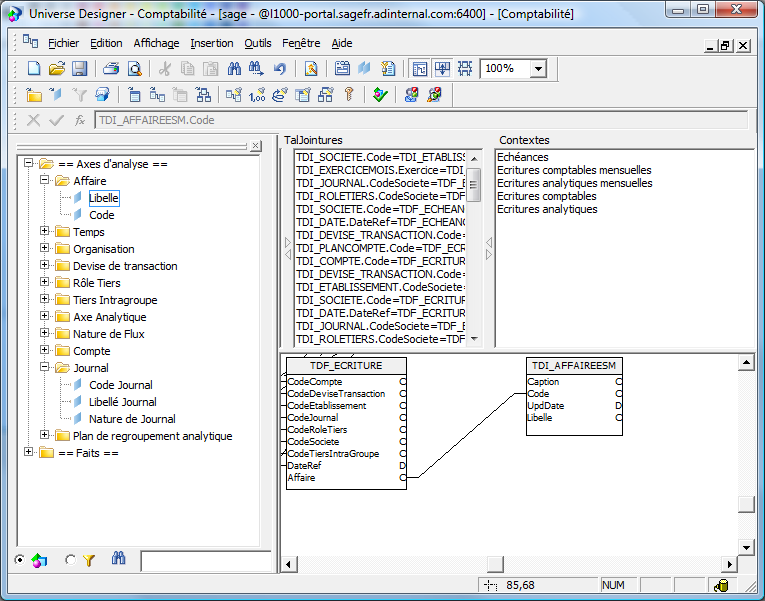 Universe Designer - Comptabilité - [sage - @l1000-portal.sagefr.adinternal.com:6400] - [Comptabilité]
Fichier Edition Affichage Insertion Outils Fenêtre Aide
100%
TDI_AFFAIREESM.Code
== Axes d'analyse ==
Affaire
Libelle
Code
Temps
Organisation
Devise de transaction
Rôle Tiers
Tiers Intragroupe
Axe Analytique
Nature de Flux
Compte
Journal
Code Journal
Libellé Journal
Nature de Journal
Plan de regroupement analytique
== Faits ==
TalJointures
TDI_SOCIETE.Code=TDI_ETABLISS
TDI_EXERCICEMOIS.Exercice=TDI_
TDI_JOURNAL.CodeSociete=TDF_E
TDI_ROLETIERS.CodeSociete=TDF_
TDI_SOCIETE.Code=TDF_ECHEAN
TDI_DATE.DateRef=TDF_ECHEANC
TDI_DEVISE_TRANSACTION.Code=
TDI_PLANCOMPTE.Code=TDF_ECR
TDI_COMPTE.Code=TDF_ECRITUR
TDI_DEVISE_TRANSACTION.Code=
TDI_ETABLISSEMENT.CodeSociete=
TDI_SOCIETE.Code=TDF_ECRITUR
TDI_DATE.DateRef=TDF_ECRITUR
TDI_JOURNAL.CodeSociete=TDF_E
TDI_ROLETIERS.CodeSociete=TDF_
Contextes
Echéances
Ecritures comptables mensuelles
Ecritures analytiques mensuelles
Ecritures comptables
Ecritures analytiques
TDF_ECRITURE
CodeCompte C
CodeDeviseTransaction C
CodeEtablissement C
CodeJournal C
CodeRoleTiers C
CodeSociete C
CodeTiersIntraGroupe C
DateRef D
Affaire C
TDI_AFFAIREESM
Caption C
Code C
UpdDate D
Libelle C
85,68 NUM